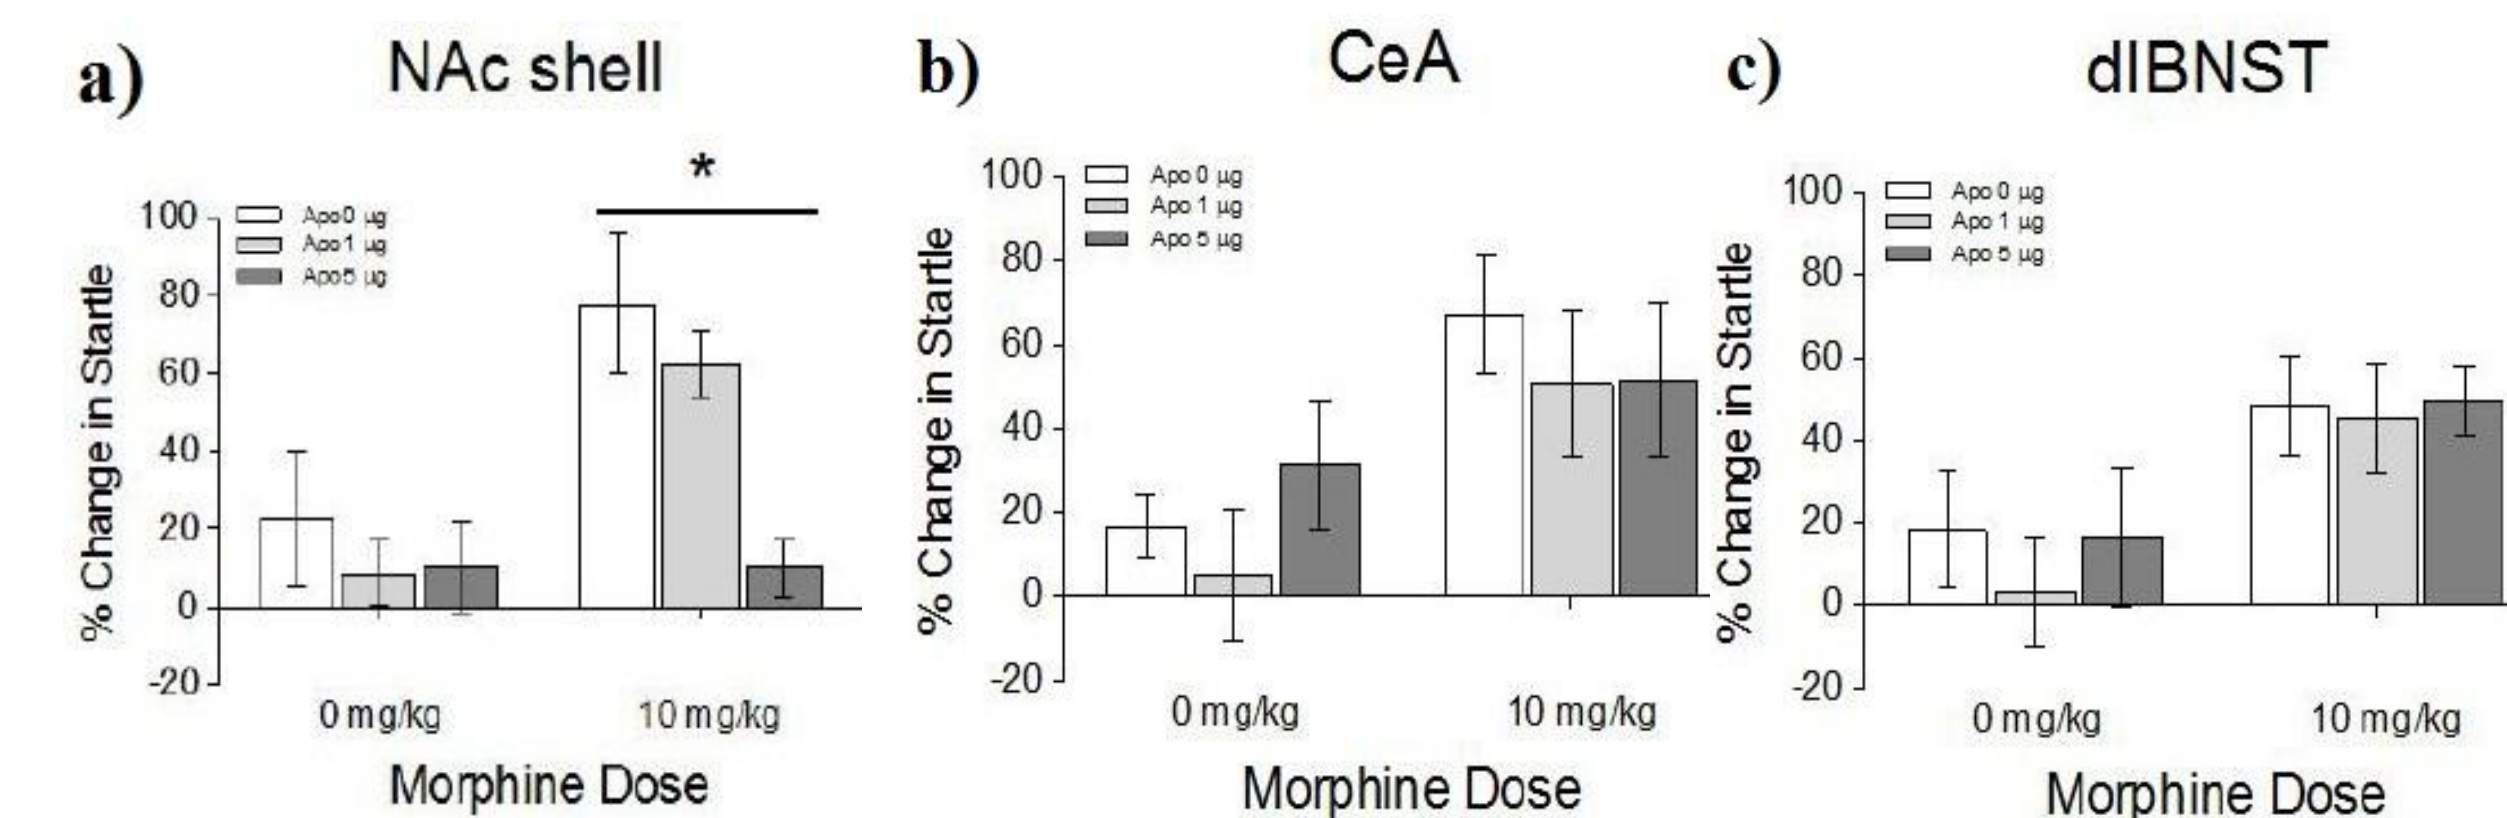 a)
NAc shell
*
% Change in Startle
100
80
60
40
20
0
-20
Apo 0 µg
Apo 1 µg
Apo 5 µg
0 mg/kg
10 mg/kg
Morphine Dose
b)
CeA
% Change in Startle
100
80
60
40
20
0
-20
Apo 0 µg
Apo 1 µg
Apo 5 µg
0 mg/kg
10 mg/kg
Morphine Dose
c)
dlBNST
% Change in Startle
100
80
60
40
20
0
-20
Apo 0 µg
Apo 1 µg
Apo 5 µg
0 mg/kg
10 mg/kg
Morphine Dose